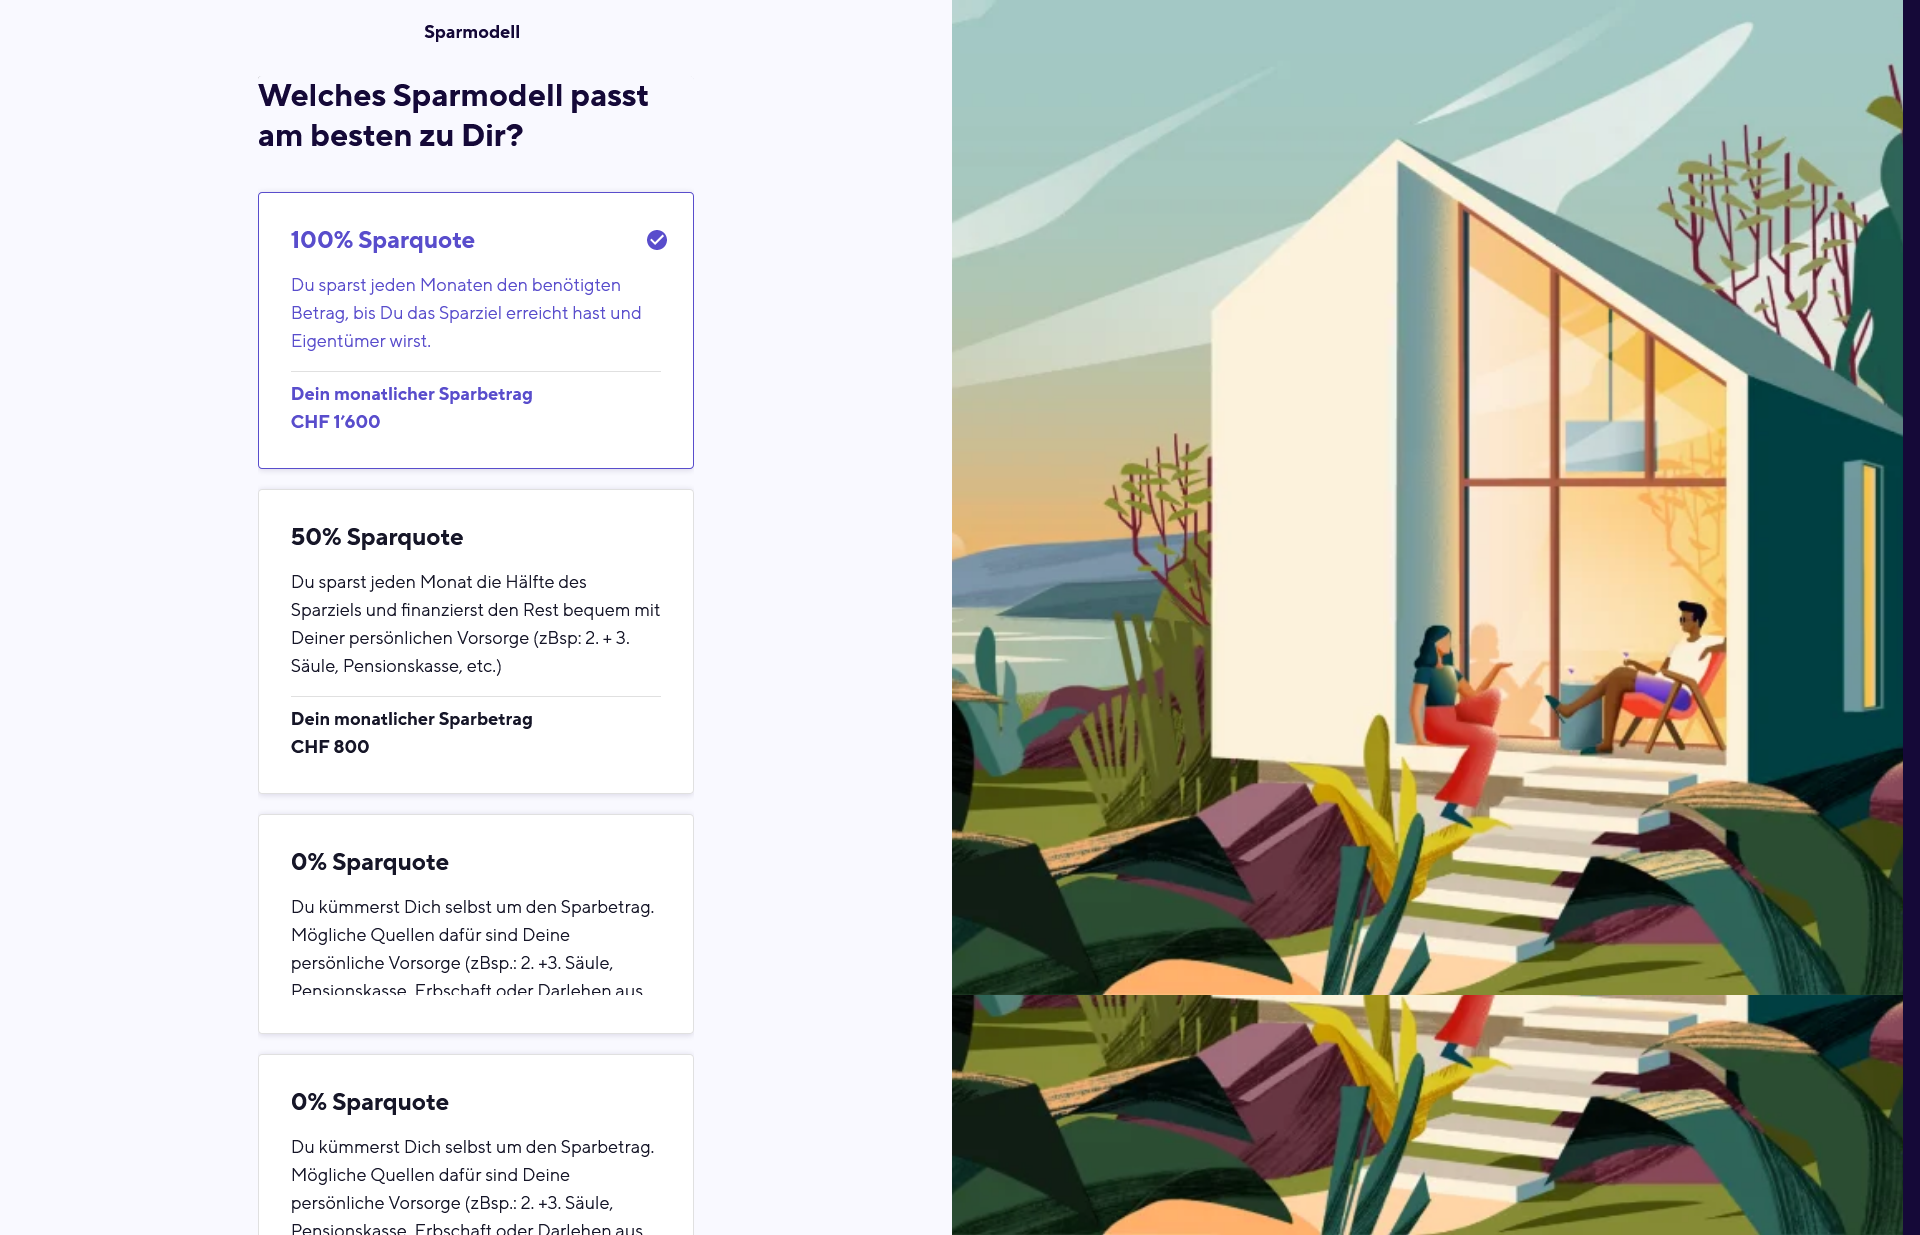 Sparmodell
Welches Sparmodell passt
am besten zu Dir?
100% Sparquote
Du sparst jeden Monaten den benötigten
Betrag, bis Du das Sparziel erreicht hast und
Eigentümer wirst.
Dein monatlicher Sparbetrag
CHF 1’600
50% Sparquote
Du sparst jeden Monat die Hälfte des
Sparziels und finanzierst den Rest bequem mit
Deiner persönlichen Vorsorge (zBsp: 2. + 3.
Säule, Pensionskasse, etc.)
Dein monatlicher Sparbetrag
CHF 800
0% Sparquote
Du kümmerst Dich selbst um den Sparbetrag.
Mögliche Quellen dafür sind Deine
persönliche Vorsorge (zBsp.: 2. +3. Säule,
Pensionskasse, Erbschaft oder Darlehen aus
0% Sparquote
Du kümmerst Dich selbst um den Sparbetrag.
Mögliche Quellen dafür sind Deine
persönliche Vorsorge (zBsp.: 2. +3. Säule,
Pensionskasse, Erbschaft oder Darlehen aus